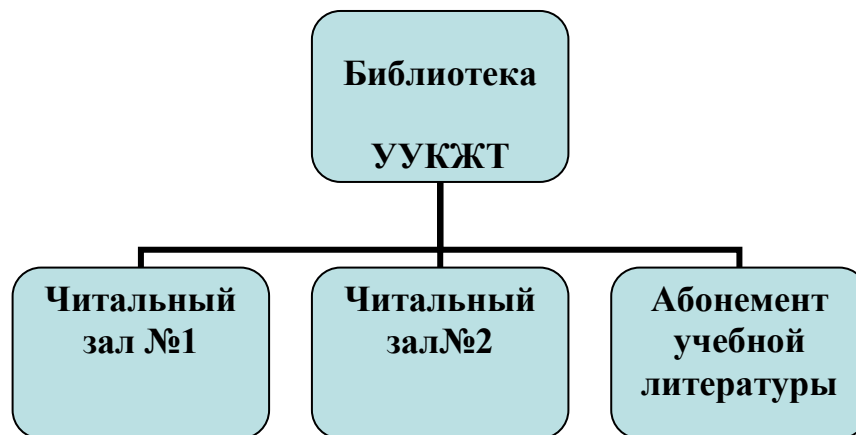 Библиотека
УУКЖТ
Читальный
зал №1
Читальный
зал№2
Абонемент
учебной
литературы